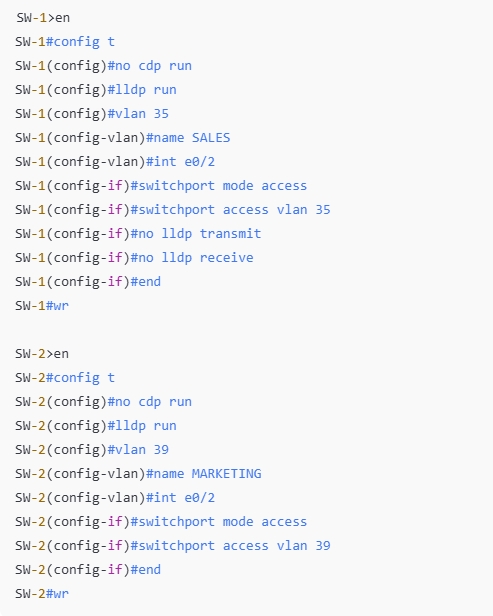 SW-1>en
SW-1#config t
SW-1(config)#no cdp run
SW-1(config)#lldp run
SW-1(config)#vlan 35
SW-1(config-vlan)#name SALES
SW-1(config-vlan)#int e0/2
SW-1(config-if)#switchport mode access
SW-1(config-if)#switchport access vlan 35
SW-1(config-if)#no lldp transmit
SW-1(config-if)#no lldp receive
SW-1(config-if)#end
SW-1#wr
SW-2>en
SW-2#config t
SW-2(config)#no cdp run
SW-2(config)#lldp run
SW-2(config)#vlan 39
SW-2(config-vlan)#name MARKETING
SW-2(config-vlan)#int e0/2
SW-2(config-if)#switchport mode access
SW-2(config-if)#switchport access vlan 39
SW-2(config-if)#end
SW-2#wr